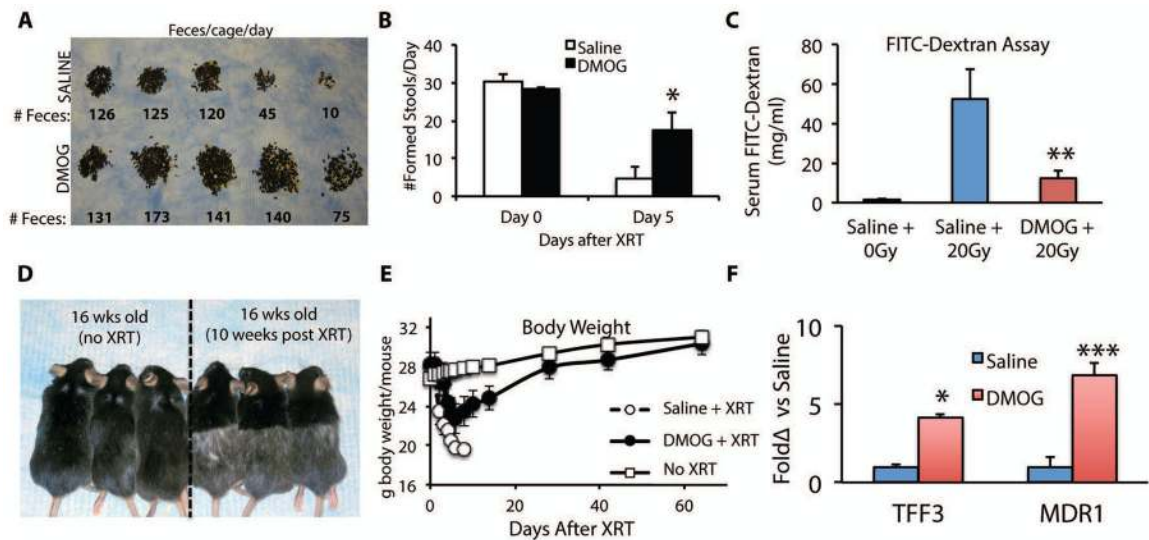 A
Feces/cage/day
SALINE
# Feces: 126 125 120 45 10
DMOG
# Feces: 131 173 141 140 75
B
Saline
DMOG
#Formed Stools/Day
40
30
20
10
0
*
Day 0 Day 5
Days after XRT
C
FITC-Dextran Assay
Serum FITC-Dextran
(mg/ml)
80
60
40
20
0
**
Saline + Saline + DMOG +
0Gy 20Gy 20Gy
D
16 wks old
(no XRT)
16 wks old
(10 weeks post XRT)
E
Body Weight
g body weight/mouse
32
28
24
20
16
Saline + XRT
DMOG + XRT
No XRT
0 20 40 60
Days After XRT
F
FoldΔ vs Saline
10
5
0
Saline
DMOG
*
***
TFF3 MDR1